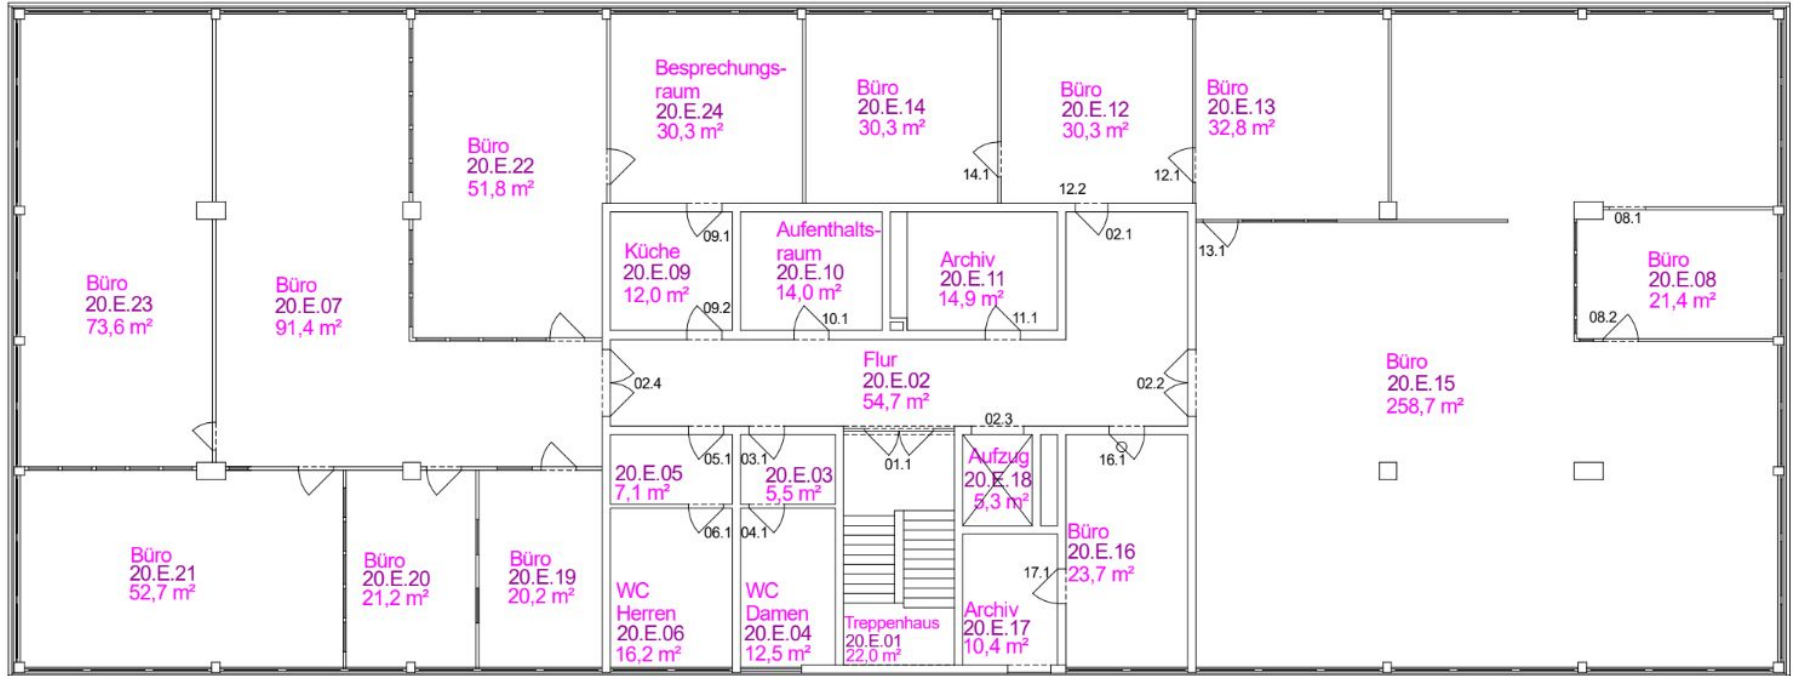 Besprechungs-
raum
20.E.24
30,3 m²
Büro
20.E.14
30,3 m²
14.1
Büro
20.E.12
30,3 m²
12.1
12.2
Büro
20.E.13
32,8 m²
Büro
20.E.22
51,8 m²
Büro
20.E.23
73,6 m²
Büro
20.E.07
91,4 m²
09.1
Küche
20.E.09
12,0 m²
09.2
Aufenthalts-
raum
20.E.10
14,0 m²
10.1
Archiv
20.E.11
14,9 m²
11.1
02.1
13.1
08.1
Büro
20.E.08
21,4 m²
08.2
02.4
Flur
20.E.02
54,7 m²
02.2
02.3
Büro
20.E.15
258,7 m²
05.1
20.E.05
7,1 m²
03.1
20.E.03
5,5 m²
01.1
Aufzug
20.E.18
5,3 m²
16.1
06.1
04.1
Büro
20.E.21
52,7 m²
Büro
20.E.20
21,2 m²
Büro
20.E.19
20,2 m²
WC
Herren
20.E.06
16,2 m²
WC
Damen
20.E.04
12,5 m²
Treppenhaus
20.E.01
22,0 m²
17.1
Archiv
20.E.17
10,4 m²
Büro
20.E.16
23,7 m²